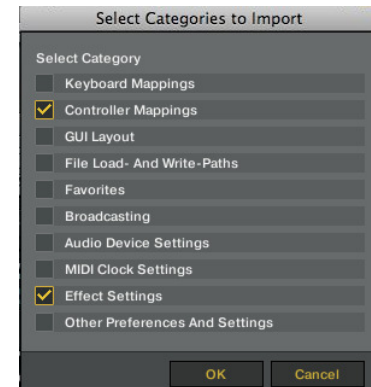 Select Categories to Import
Select Category
Keyboard Mappings
Controller Mappings
GUI Layout
File Load- And Write-Paths
Favorites
Broadcasting
Audio Device Settings
MIDI Clock Settings
Effect Settings
Other Preferences And Settings
OK Cancel